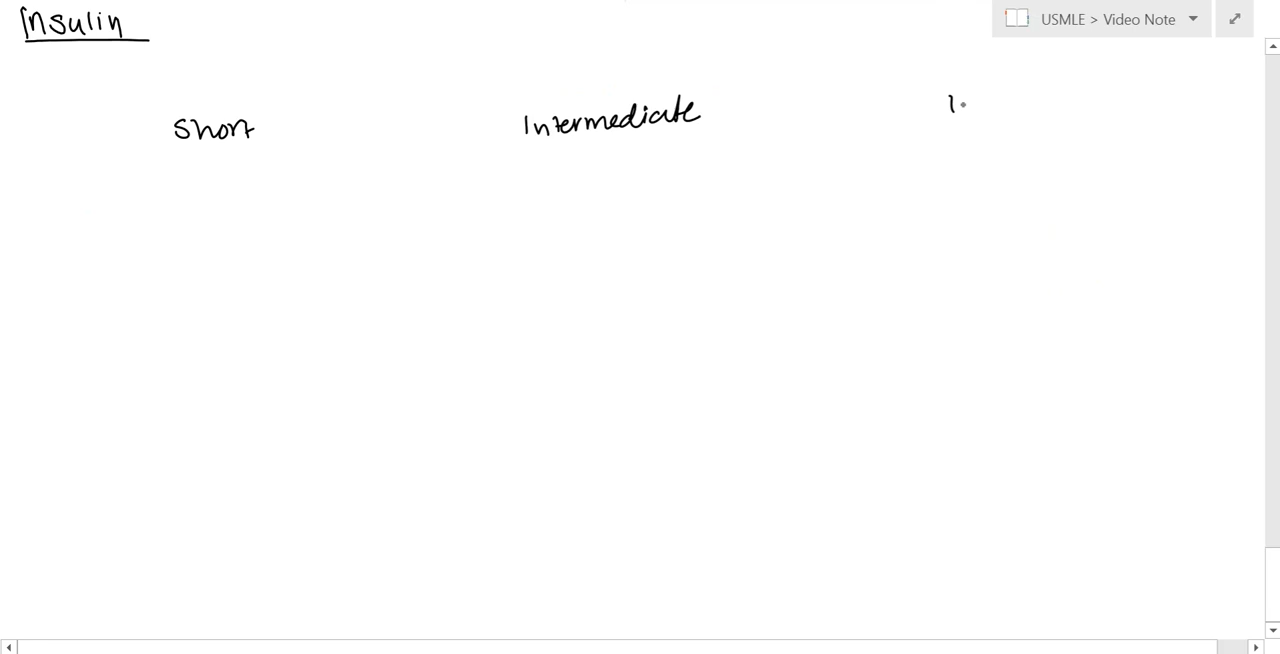 Insulin
USMLE > Video Note
Short
Intermediate
l